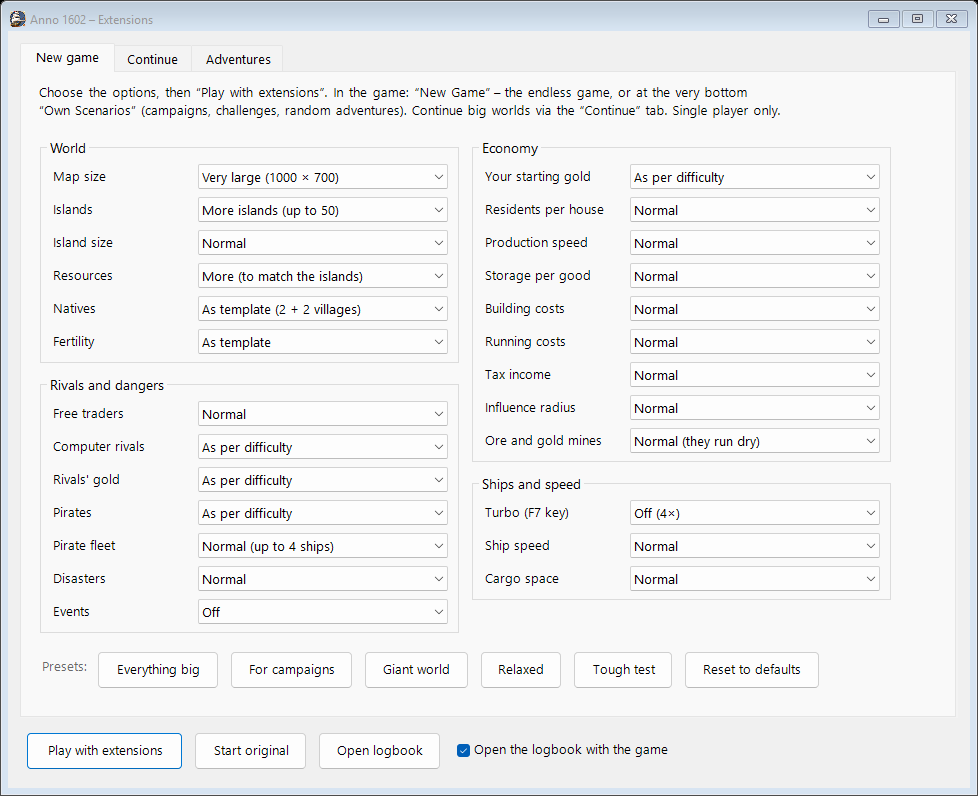 Anno 1602 – Extensions
New game
Continue
Adventures
Choose the options, then “Play with extensions”. In the game: “New Game” – the endless game, or at the very bottom
“Own Scenarios” (campaigns, challenges, random adventures). Continue big worlds via the “Continue” tab. Single player only.
World
Map size Very large (1000 × 700)
Islands More islands (up to 50)
Island size Normal
Resources More (to match the islands)
Natives As template (2 + 2 villages)
Fertility As template
Rivals and dangers
Free traders Normal
Computer rivals As per difficulty
Rivals' gold As per difficulty
Pirates As per difficulty
Pirate fleet Normal (up to 4 ships)
Disasters Normal
Events Off
Economy
Your starting gold As per difficulty
Residents per house Normal
Production speed Normal
Storage per good Normal
Building costs Normal
Running costs Normal
Tax income Normal
Influence radius Normal
Ore and gold mines Normal (they run dry)
Ships and speed
Turbo (F7 key) Off (4×)
Ship speed Normal
Cargo space Normal
Presets: Everything big For campaigns Giant world Relaxed Tough test Reset to defaults
Play with extensions Start original Open logbook Open the logbook with the game